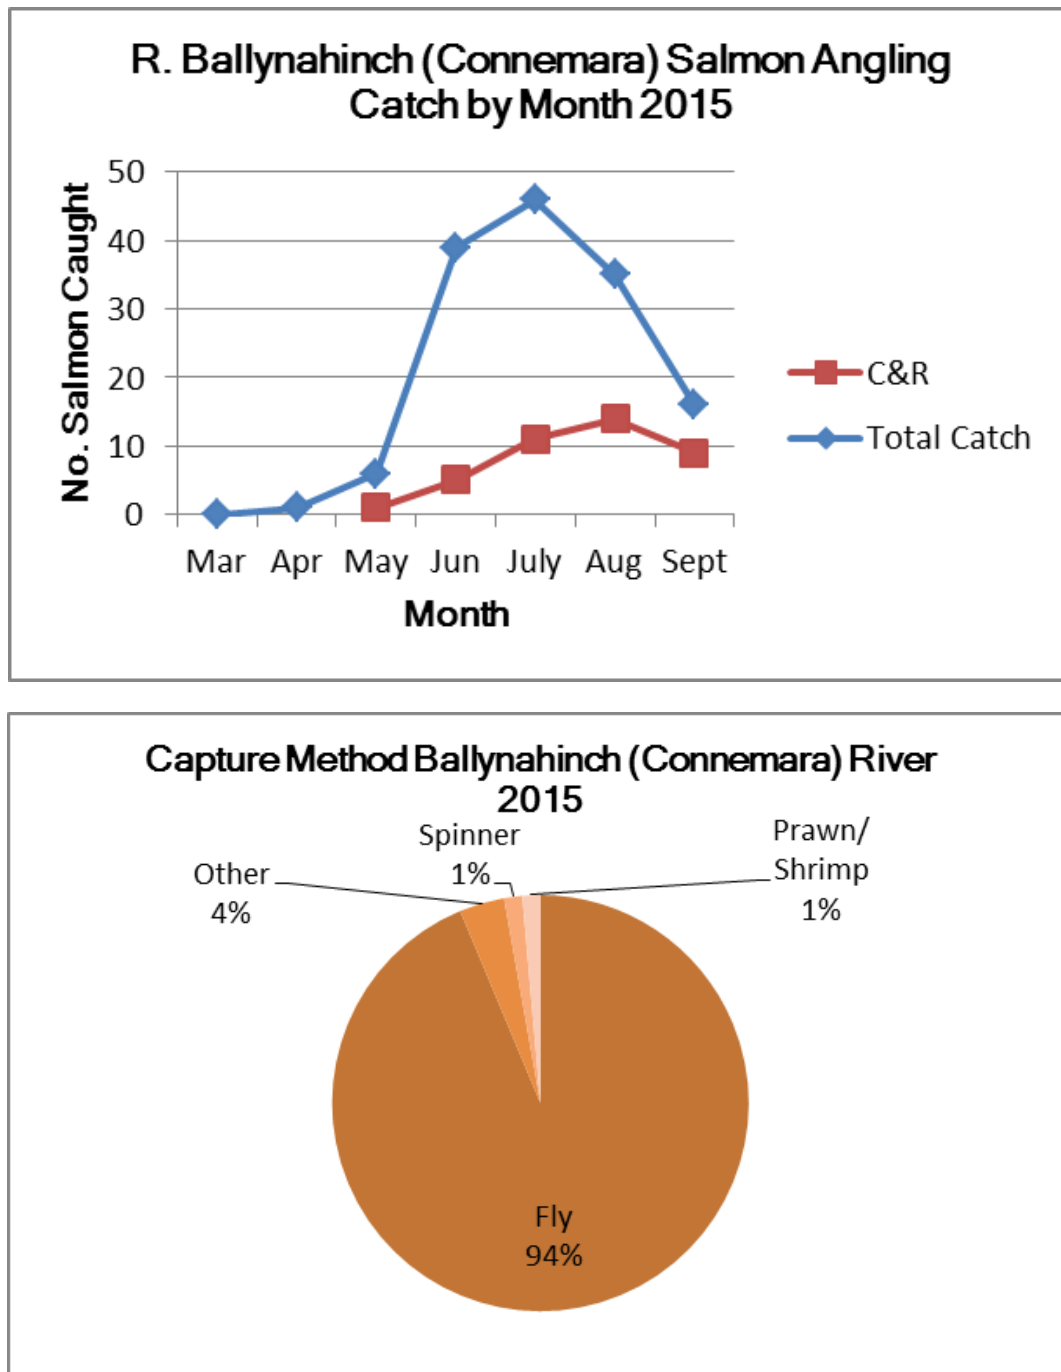 R. Ballynahinch (Connemara) Salmon Angling
Catch by Month 2015
No. Salmon Caught
50
40
30
20
10
0
Mar Apr May Jun July Aug Sept
Month
C&R
Total Catch
Capture Method Ballynahinch (Connemara) River
2015
Spinner
1%
Prawn/
Shrimp
1%
Other
4%
Fly
94%